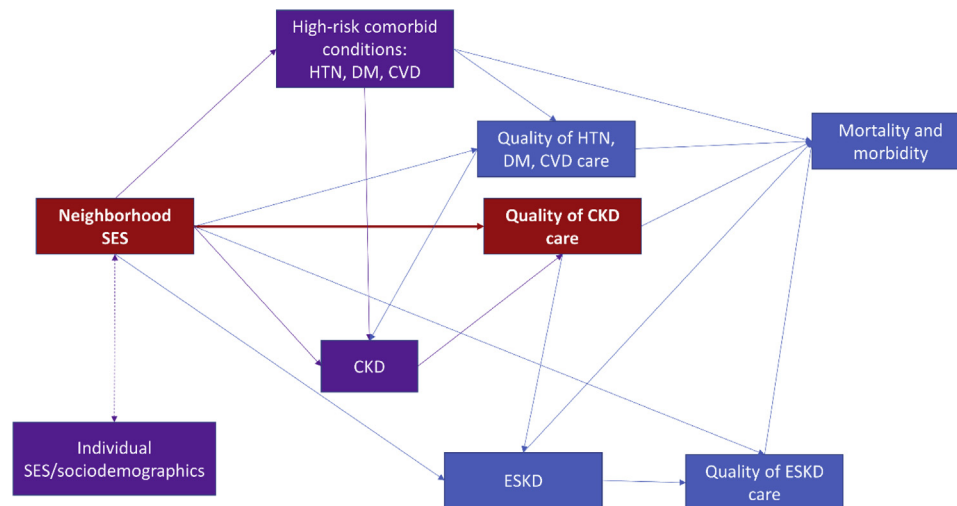 High-risk comorbid
conditions:
HTN, DM, CVD
Quality of HTN,
DM, CVD care
Mortality and
morbidity
Neighborhood
SES
Quality of CKD
care
CKD
Individual
SES/sociodemographics
ESKD
Quality of ESKD
care